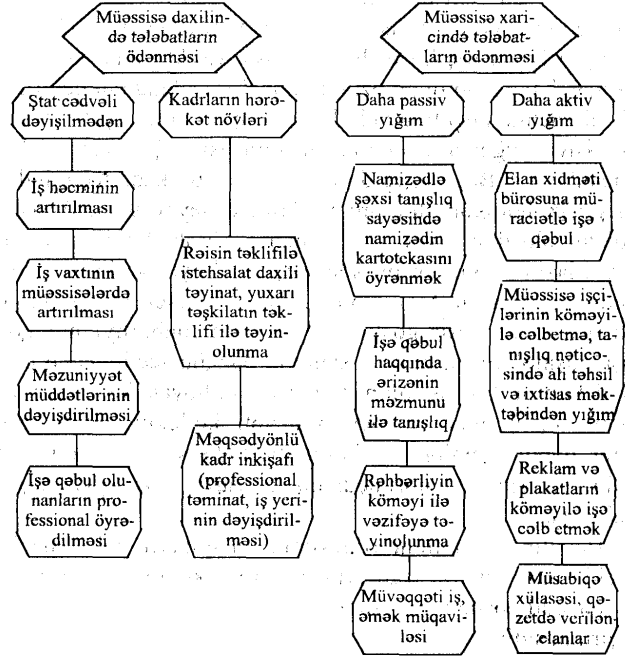 Müəssisə daxilin-
də tələbatların
ödənməsi
Ştat cədvəli
dəyişilmədən
İş həcminin
artırılması
İş vaxtının
müəssisələrdə
artırılması
Məzuniyyət
müddətlərinin
dəyişdirilməsi
İşə qəbul olu-
nanların pro-
fessional öyrə-
dilməsi
Kadrların hərə-
kət növləri
Rəisin təklifilə
istehsalat daxili
təyinat, yuxarı
təşkilatın tək-
lifi ilə təyin-
olunma
Məqsədyönlü
kadr inkişafı
(professional
təminat, iş yeri-
nin dəyişdiril-
məsi)
Müəssisə xari-
cində tələbat-
ların ödənməsi
Daha passiv
yığım
Namizədlə
şəxsi tanışlıq
sayəsində
namizədin
kartotekasını
öyrənmək
İşə qəbul
haqqında
ərizənin
məzmunu
ilə tanışlıq
Rəhbərliyin
köməyi ilə
vəzifəyə tə-
yinolunma
Müvəqqəti iş,
əmək müqavi-
ləsi
Daha aktiv
yığım
Elan xidməti
bürosuna mü-
raciətlə işə
qəbul
Müəssisə işçi-
lərinin köməyi-
lə cəlbetmə, ta-
nışlıq nəticə-
sində ali təhsil
və ixtisas mək-
təbindən yığım
Reklam və
plakatların
köməyilə işə
cəlb etmək
Müsabiqə
xülasəsi, qə-
zetdə verilən
elanlar